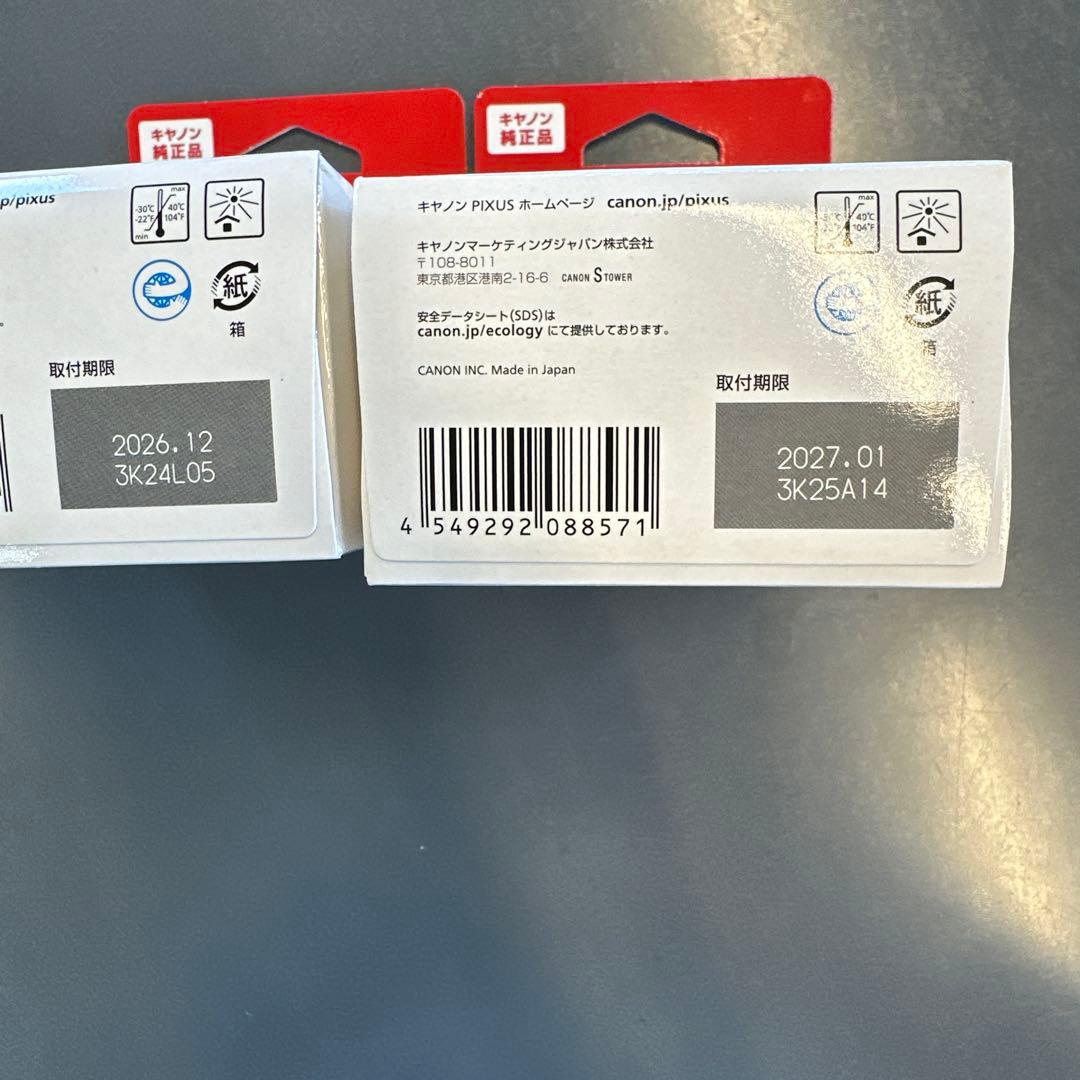 キヤノン
純正品
キヤノン
純正品
p/pixus
max
-30℃
40℃
-22°F
104°F
min
紙
箱
。
取付期限
2026.12
3K24L05
キヤノン PIXUS ホームページ canon.jp/pixus
キヤノンマーケティングジャパン株式会社
〒108-8011
東京都港区港南2-16-6 CANON S TOWER
安全データシート(SDS)は
canon.jp/ecology にて提供しております。
CANON INC. Made in Japan
4 549292 088571
max
40℃
104°F
min
紙
箱
取付期限
2027.01
3K25A14